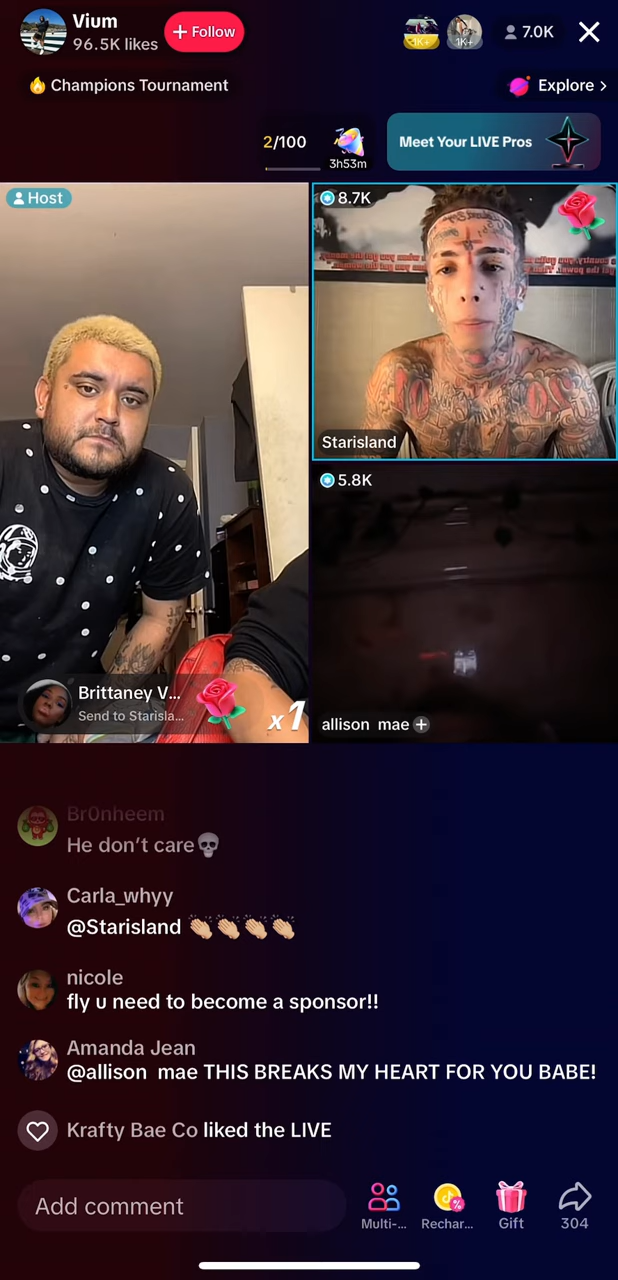 Vium
96.5K likes
+ Follow
1K+
1K+
7.0K
Champions Tournament
Explore >
2/100
3h53m
Meet Your LIVE Pros
Host
8.7K
Starisland
5.8K
Brittaney V...
Send to Starisla...
x1
allison mae +
Br0nheem
He don't care💀
Carla_whyy
@Starisland 👏🏼👏🏼👏🏼👏🏼
nicole
fly u need to become a sponsor!!
Amanda Jean
@allison mae THIS BREAKS MY HEART FOR YOU BABE!
Krafty Bae Co liked the LIVE
Add comment
Multi-...
Rechar...
Gift
304